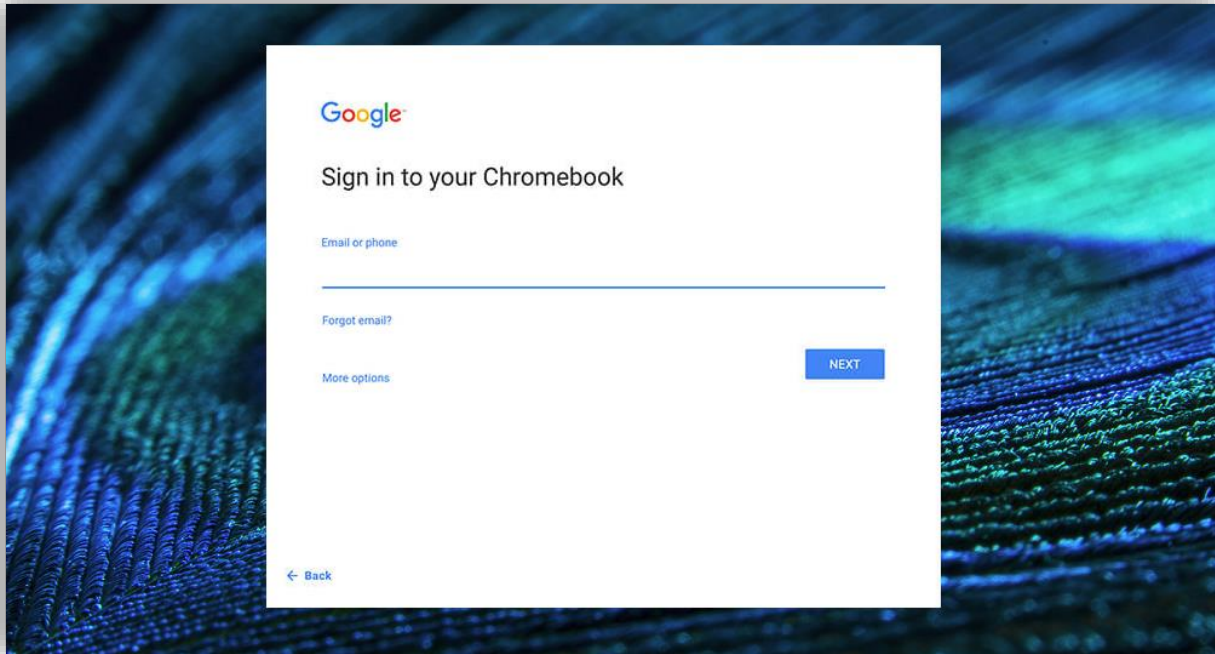 Google
Sign in to your Chromebook
Email or phone
Forgot email?
NEXT
More options
← Back